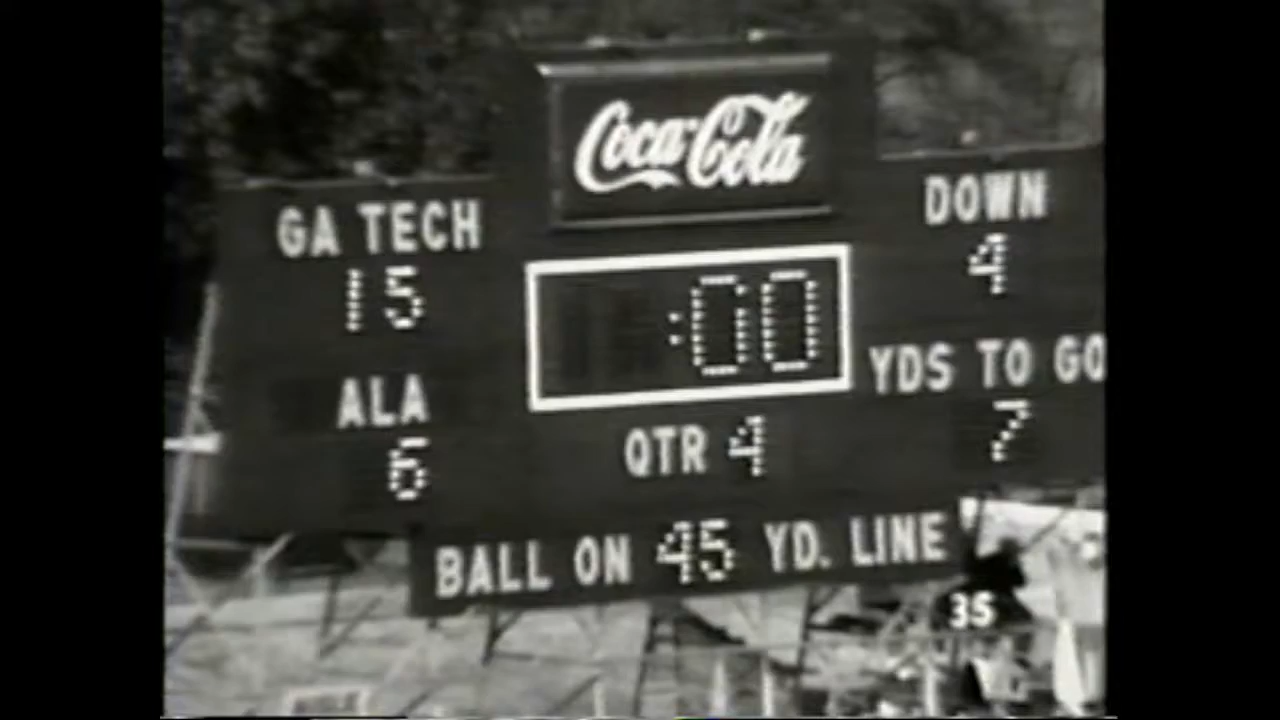 Coca-Cola
GA TECH
15
:00
DOWN
4
ALA
6
QTR 4
YDS TO GO
7
BALL ON 45 YD. LINE
35